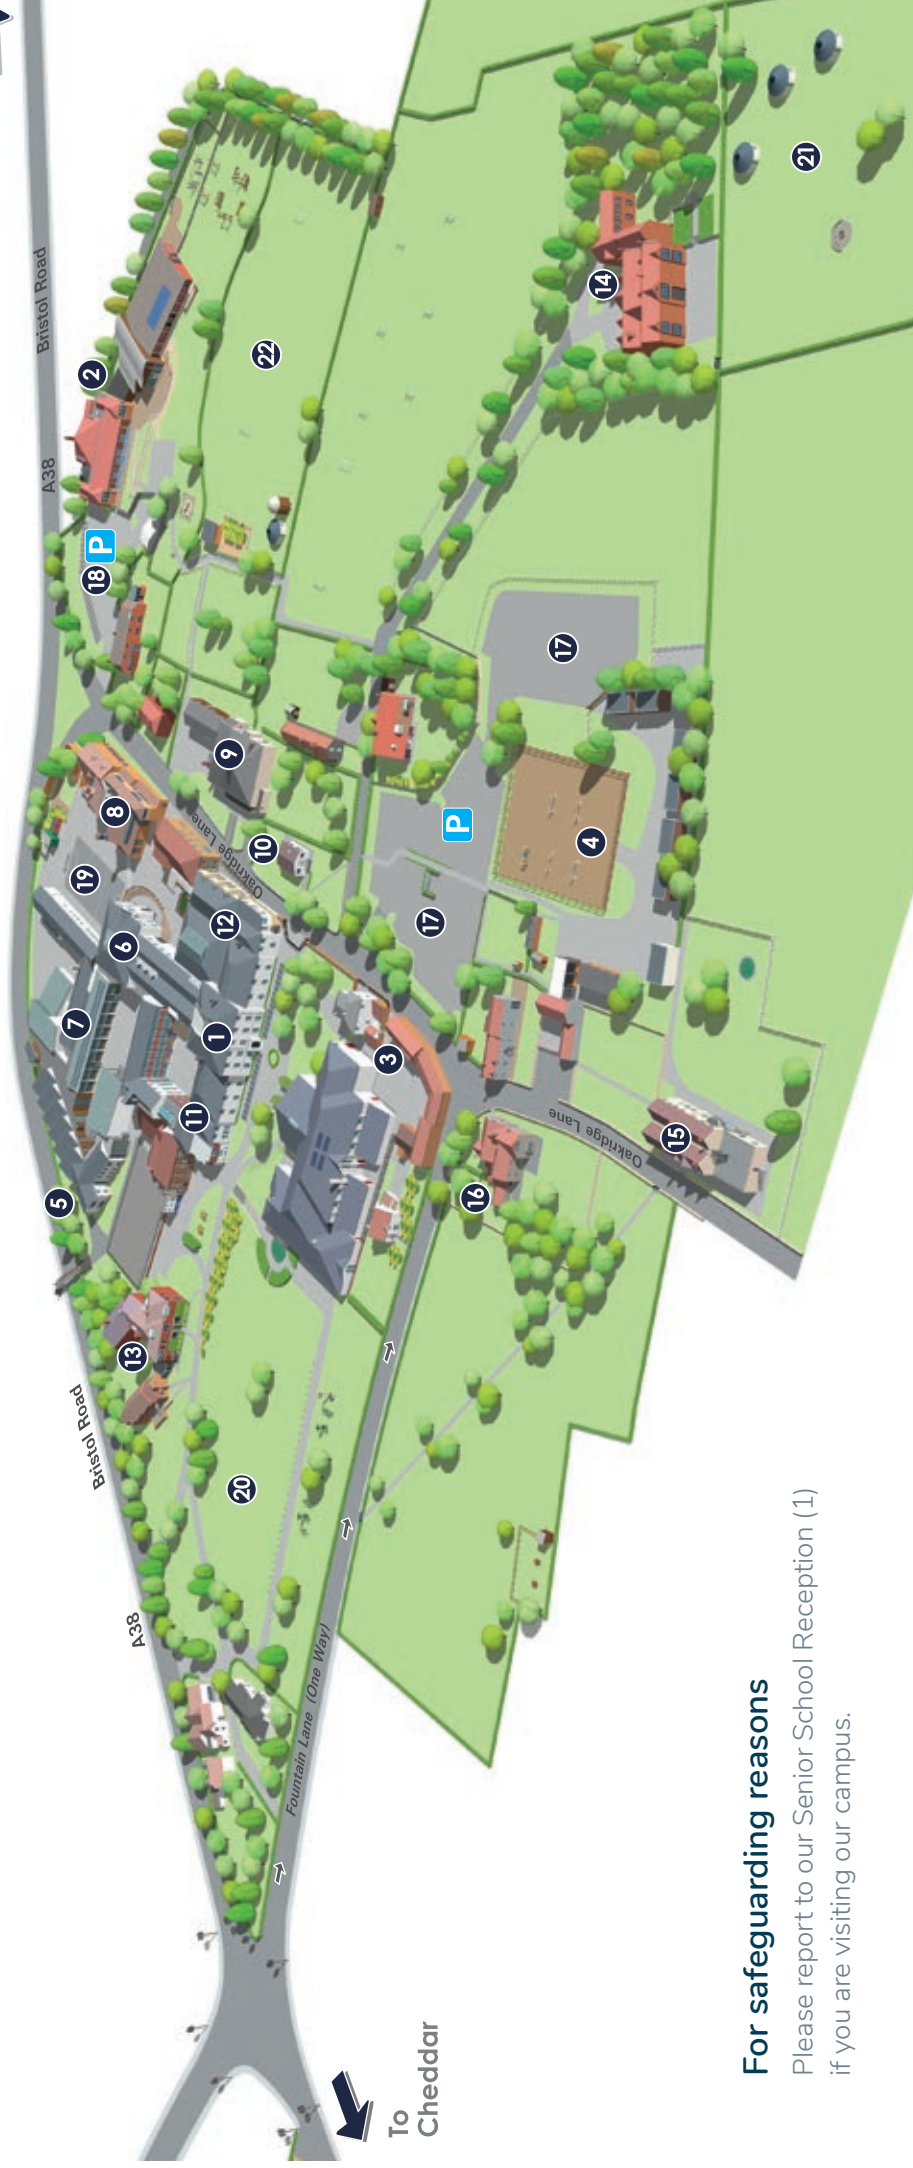 Bristol Road
A38
2
22
14
21
P
18
17
9
8
10
Oakridge Lane
P
4
19
6
12
17
7
1
3
11
5
Oakridge Lane
15
16
13
Bristol Road
20
A38
Fountain Lane (One Way)
To
Cheddar
For safeguarding reasons
Please report to our Senior School Reception (1)
if you are visiting our campus.